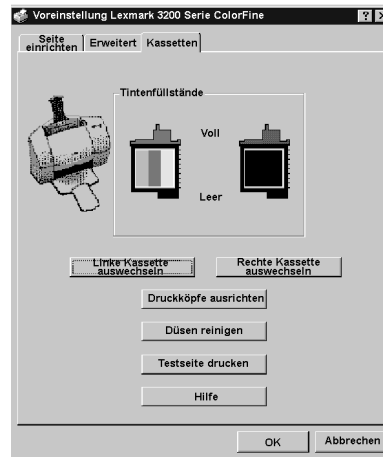 Voreinstellung Lexmark 3200 Serie ColorFine
Seite
einrichten
Erweitert
Kassetten
Tintenfüllstände
Voll
Leer
Linke Kassette
auswechseln
Rechte Kassette
auswechseln
Druckköpfe ausrichten
Düsen reinigen
Testseite drucken
Hilfe
OK
Abbrechen